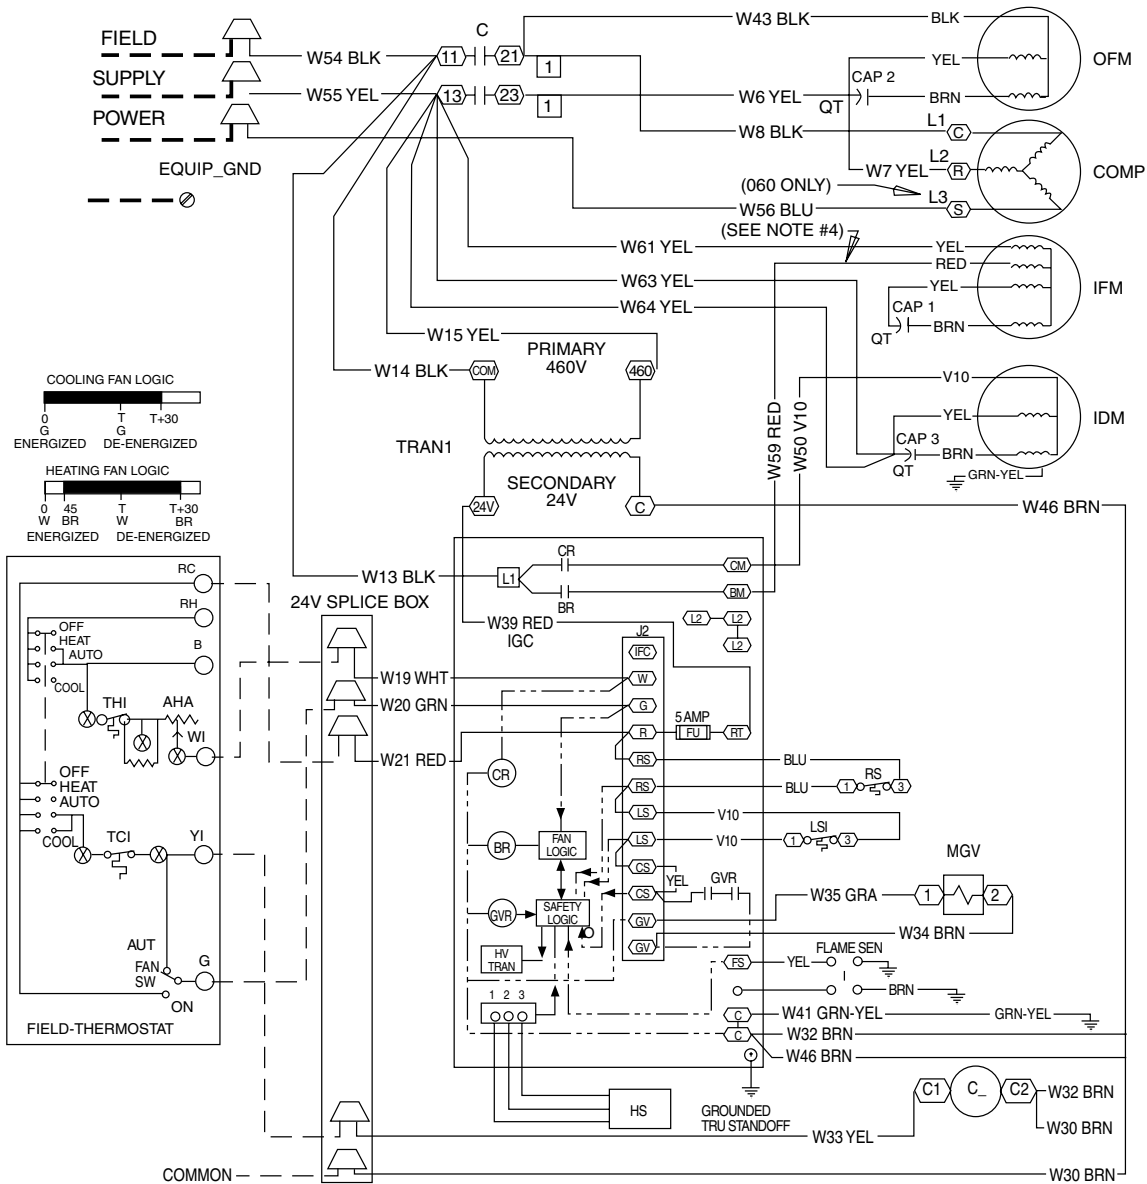 FIELD
SUPPLY
POWER
EQUIP_GND
W54 BLK
W55 YEL
C
11
21
1
13
23
1
W43 BLK
BLK
OFM
YEL
CAP 2
BRN
QT
W6 YEL
W8 BLK
L1
C
W7 YEL
L2
R
COMP
(060 ONLY)
L3
S
W56 BLU
(SEE NOTE #4)
W61 YEL
YEL
RED
W63 YEL
YEL
IFM
W64 YEL
CAP 1
BRN
QT
W15 YEL
PRIMARY
460V
W14 BLK
COM
460
V10
YEL
IDM
CAP 3
BRN
QT
GRN-YEL
W59 RED
W50 V10
TRAN1
SECONDARY
24V
24V
C
W46 BRN
COOLING FAN LOGIC
0
T
T+30
G
G
ENERGIZED
DE-ENERGIZED
HEATING FAN LOGIC
0
45
T
T+30
W
BR
W
BR
ENERGIZED
DE-ENERGIZED
RC
RH
OFF
HEAT
AUTO
COOL
B
THI
AHA
WI
OFF
HEAT
AUTO
COOL
TCI
YI
AUT
FAN
SW
G
ON
FIELD-THERMOSTAT
24V SPLICE BOX
W13 BLK
L1
CR
BR
CM
BM
W39 RED
IGC
L2
L2
L2
J2
IFC
W19 WHT
W
W20 GRN
G
W21 RED
R
5 AMP
FU
RT
RS
BLU
RS
BLU
1
RS
3
LS
V10
LS
V10
1
LSI
3
CR
BR
FAN
LOGIC
CS
YEL
CS
GVR
GVR
SAFETY
LOGIC
GV
GV
HV
TRAN
W35 GRA
1
MGV
2
W34 BRN
FS
YEL
FLAME SEN
BRN
1 2 3
C
W41 GRN-YEL
GRN-YEL
C
W32 BRN
W46 BRN
HS
GROUNDED
TRU STANDOFF
C1
C_
C2
W32 BRN
W33 YEL
W30 BRN
COMMON
W30 BRN